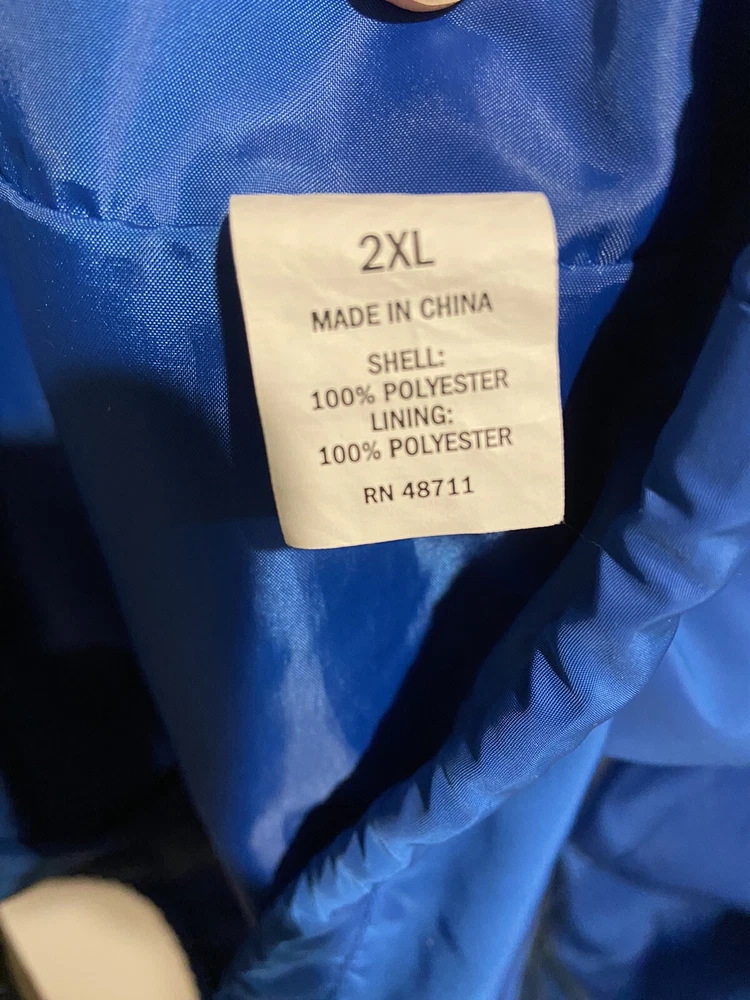 2XL
MADE IN CHINA
SHELL:
100% POLYESTER
LINING:
100% POLYESTER
RN 48711